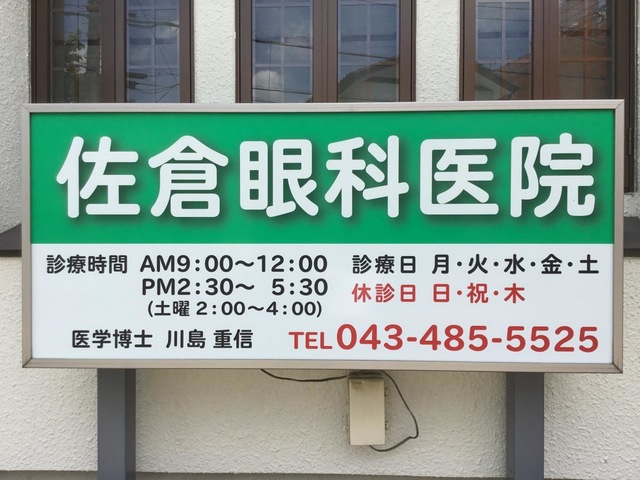 佐倉眼科医院
診療時間 AM9:00〜12:00 診療日 月・火・水・金・土
PM2:30〜 5:30 休診日 日・祝・木
(土曜 2:00〜4:00)
医学博士 川島 重信 TEL 043-485-5525